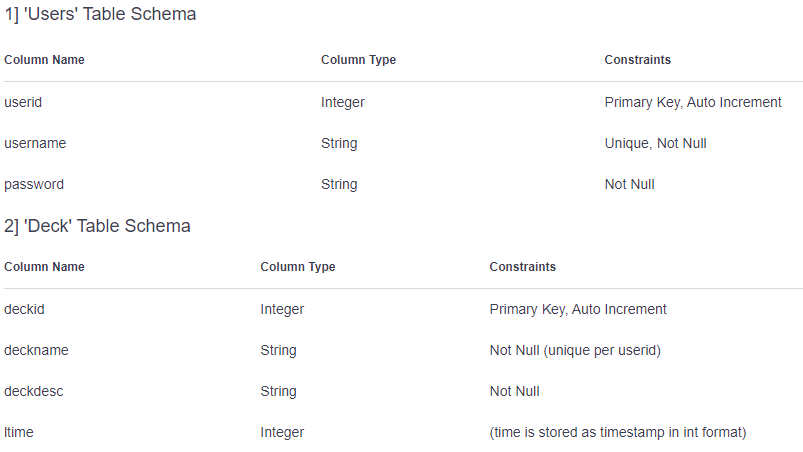 1] 'Users' Table Schema
Column Name Column Type Constraints
userid Integer Primary Key, Auto Increment
username String Unique, Not Null
password String Not Null
2] 'Deck' Table Schema
Column Name Column Type Constraints
deckid Integer Primary Key, Auto Increment
deckname String Not Null (unique per userid)
deckdesc String Not Null
ltime Integer (time is stored as timestamp in int format)